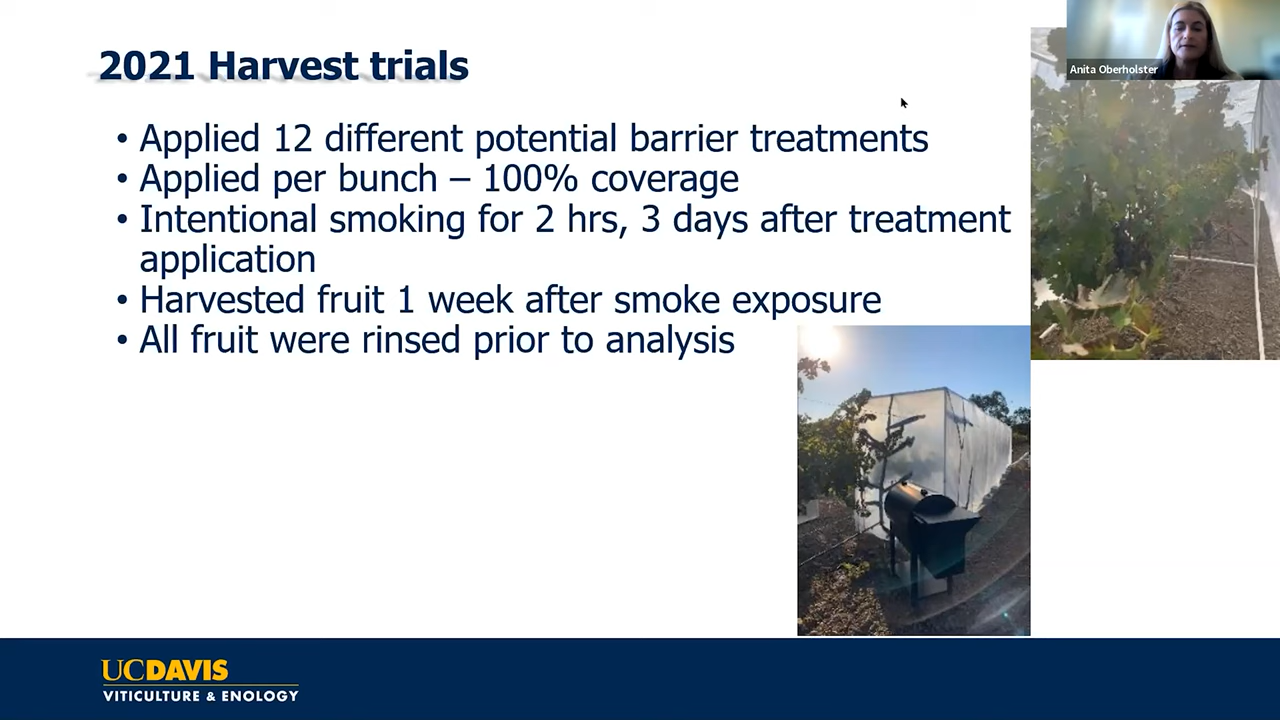 2021 Harvest trials
Anita Oberholster
• Applied 12 different potential barrier treatments
• Applied per bunch – 100% coverage
• Intentional smoking for 2 hrs, 3 days after treatment
application
• Harvested fruit 1 week after smoke exposure
• All fruit were rinsed prior to analysis
UCDAVIS
VITICULTURE & ENOLOGY